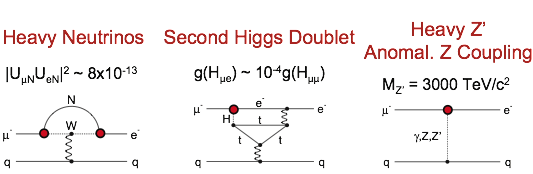 Heavy Neutrinos
|UμNUeN|² ~ 8x10⁻¹³
N
W
μ⁻
e⁻
q
q
Second Higgs Doublet
g(Hμe) ~ 10⁻⁴g(Hμμ)
μ⁻
e⁻
e⁻
H
t
t
t
q
q
Heavy Z’
Anomal. Z Coupling
MZ’ = 3000 TeV/c²
μ⁻
e⁻
γ,Z,Z’
q
q